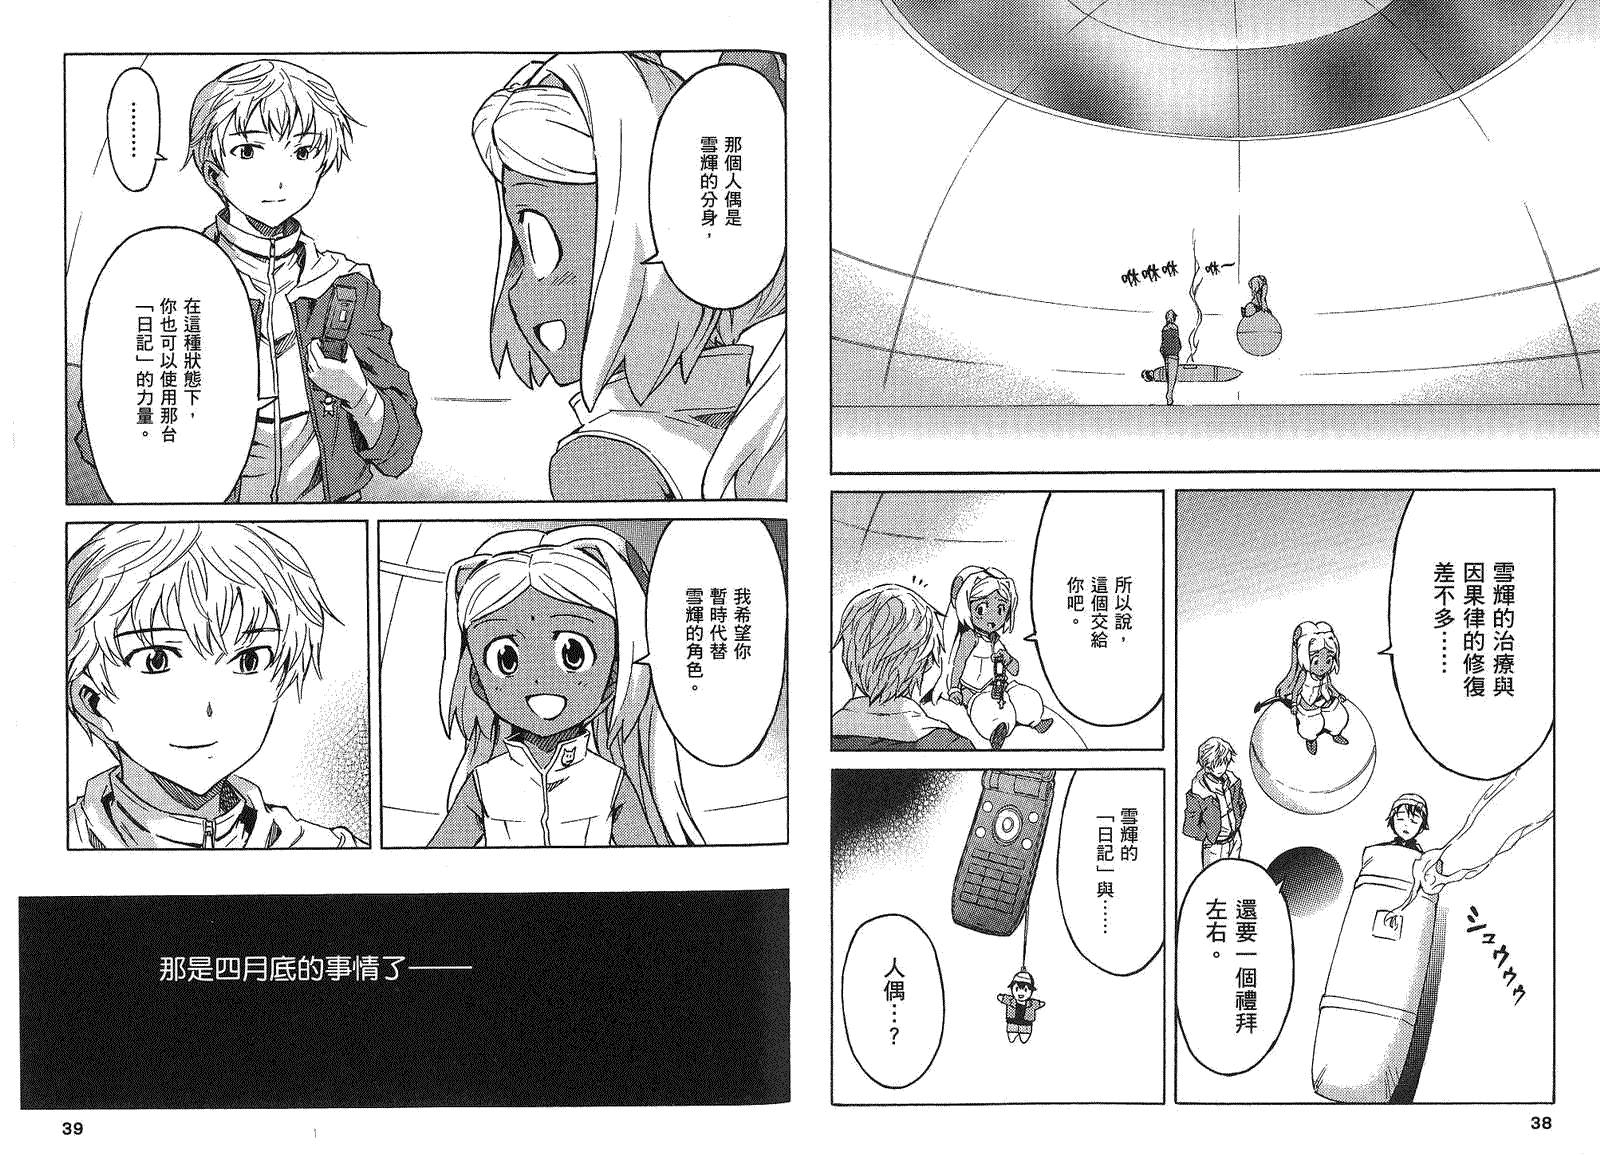 咻咻咻
咻～
雪輝的治療與
因果律的修復
差不多……
還要一個禮拜
左右。
シュウゥゥ
所以說，
這個交給
你吧。
雪輝的
「日記」與……
人偶…？
38
那個人偶是
雪輝的分身，
………
在這種狀態下，
你也可以使用那台
「日記」的力量。
我希望你
暫時代替
雪輝的角色。
那是四月底的事情了——
39